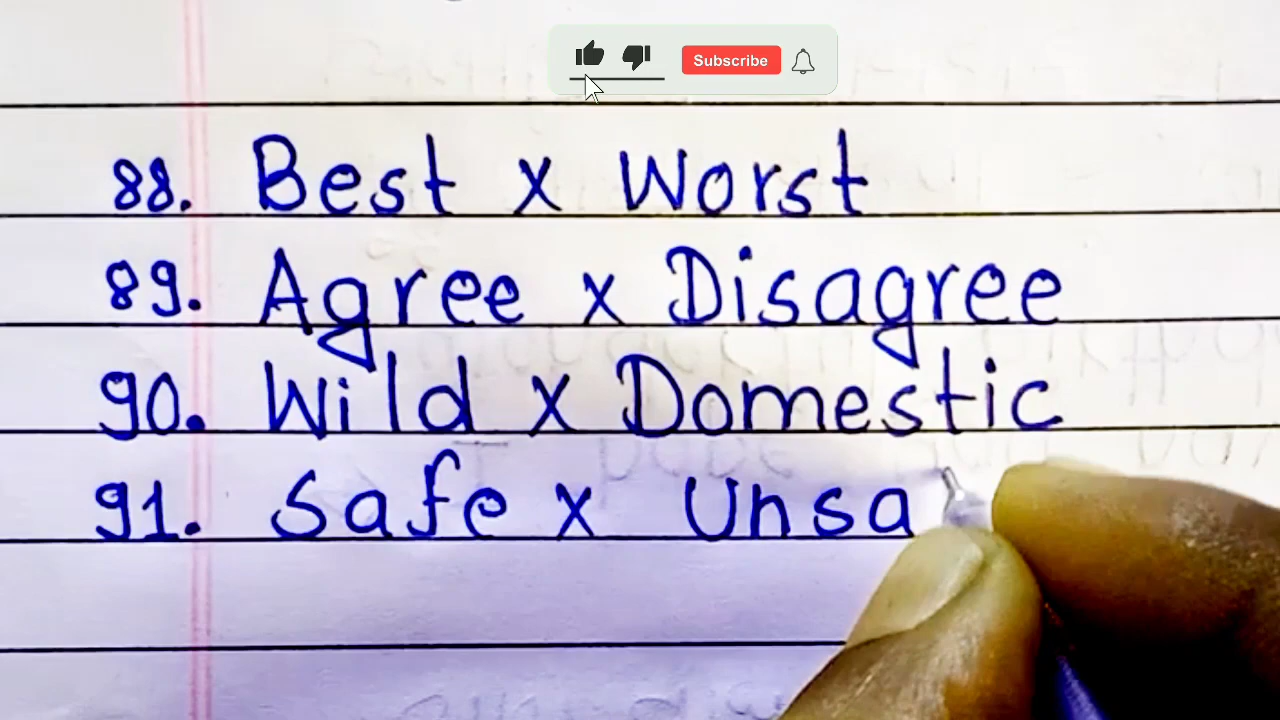 Subscribe
88. Best x Worst
89. Agree x Disagree
90. Wild x Domestic
91. Safe x Unsa